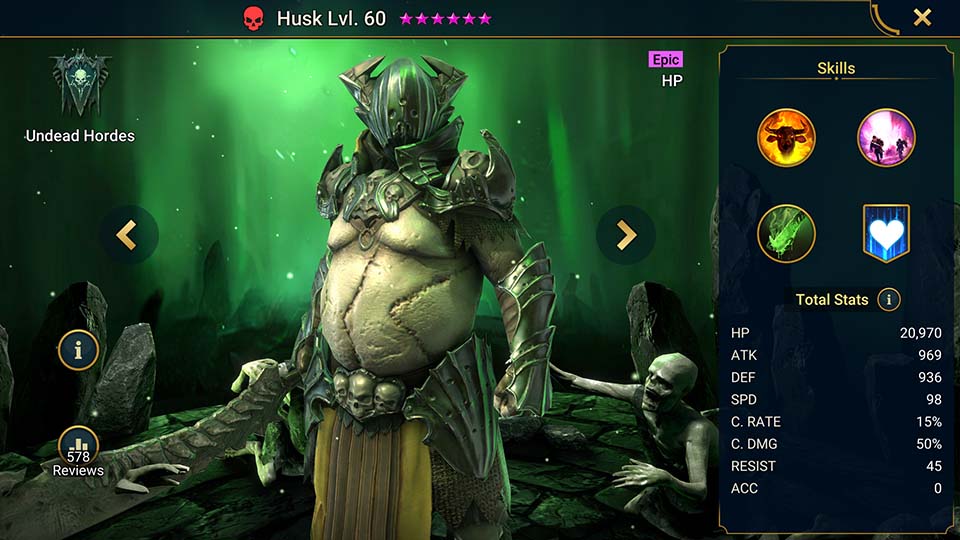 Husk Lvl. 60
Undead Hordes
Epic
HP
578
Reviews
Skills
Total Stats i
HP 20,970
ATK 969
DEF 936
SPD 98
C. RATE 15%
C. DMG 50%
RESIST 45
ACC 0